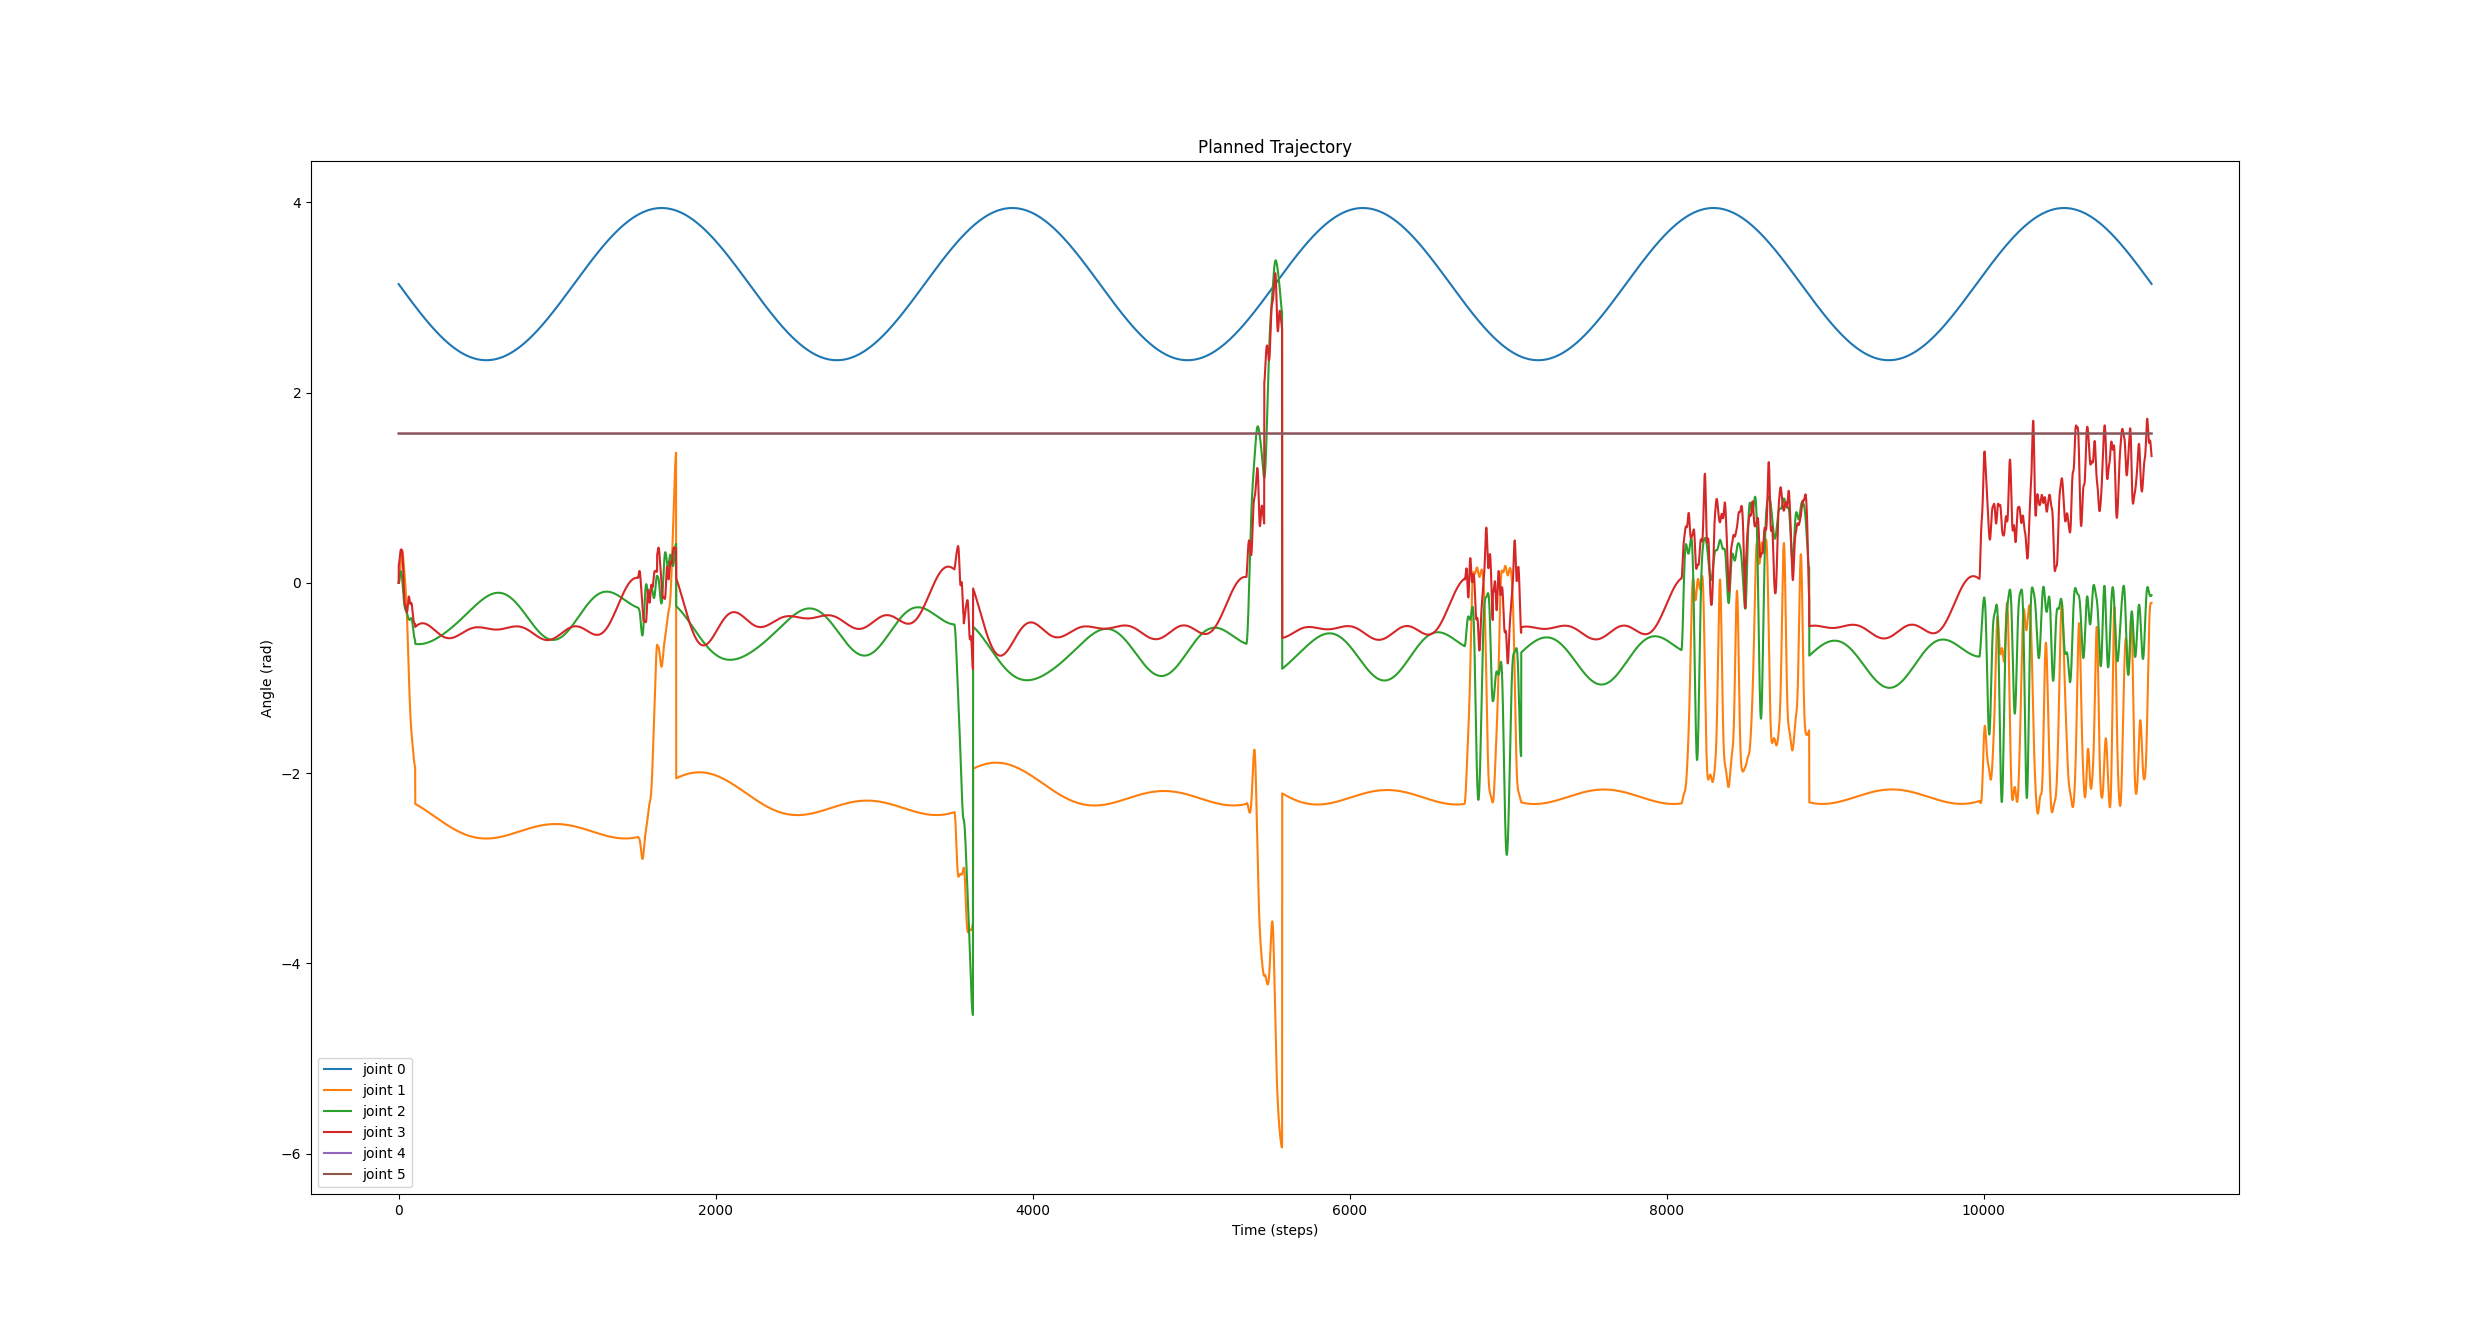 Planned Trajectory
4
2
0
−2
−4
−6
Angle (rad)
joint 0
joint 1
joint 2
joint 3
joint 4
joint 5
0 2000 4000 6000 8000 10000
Time (steps)